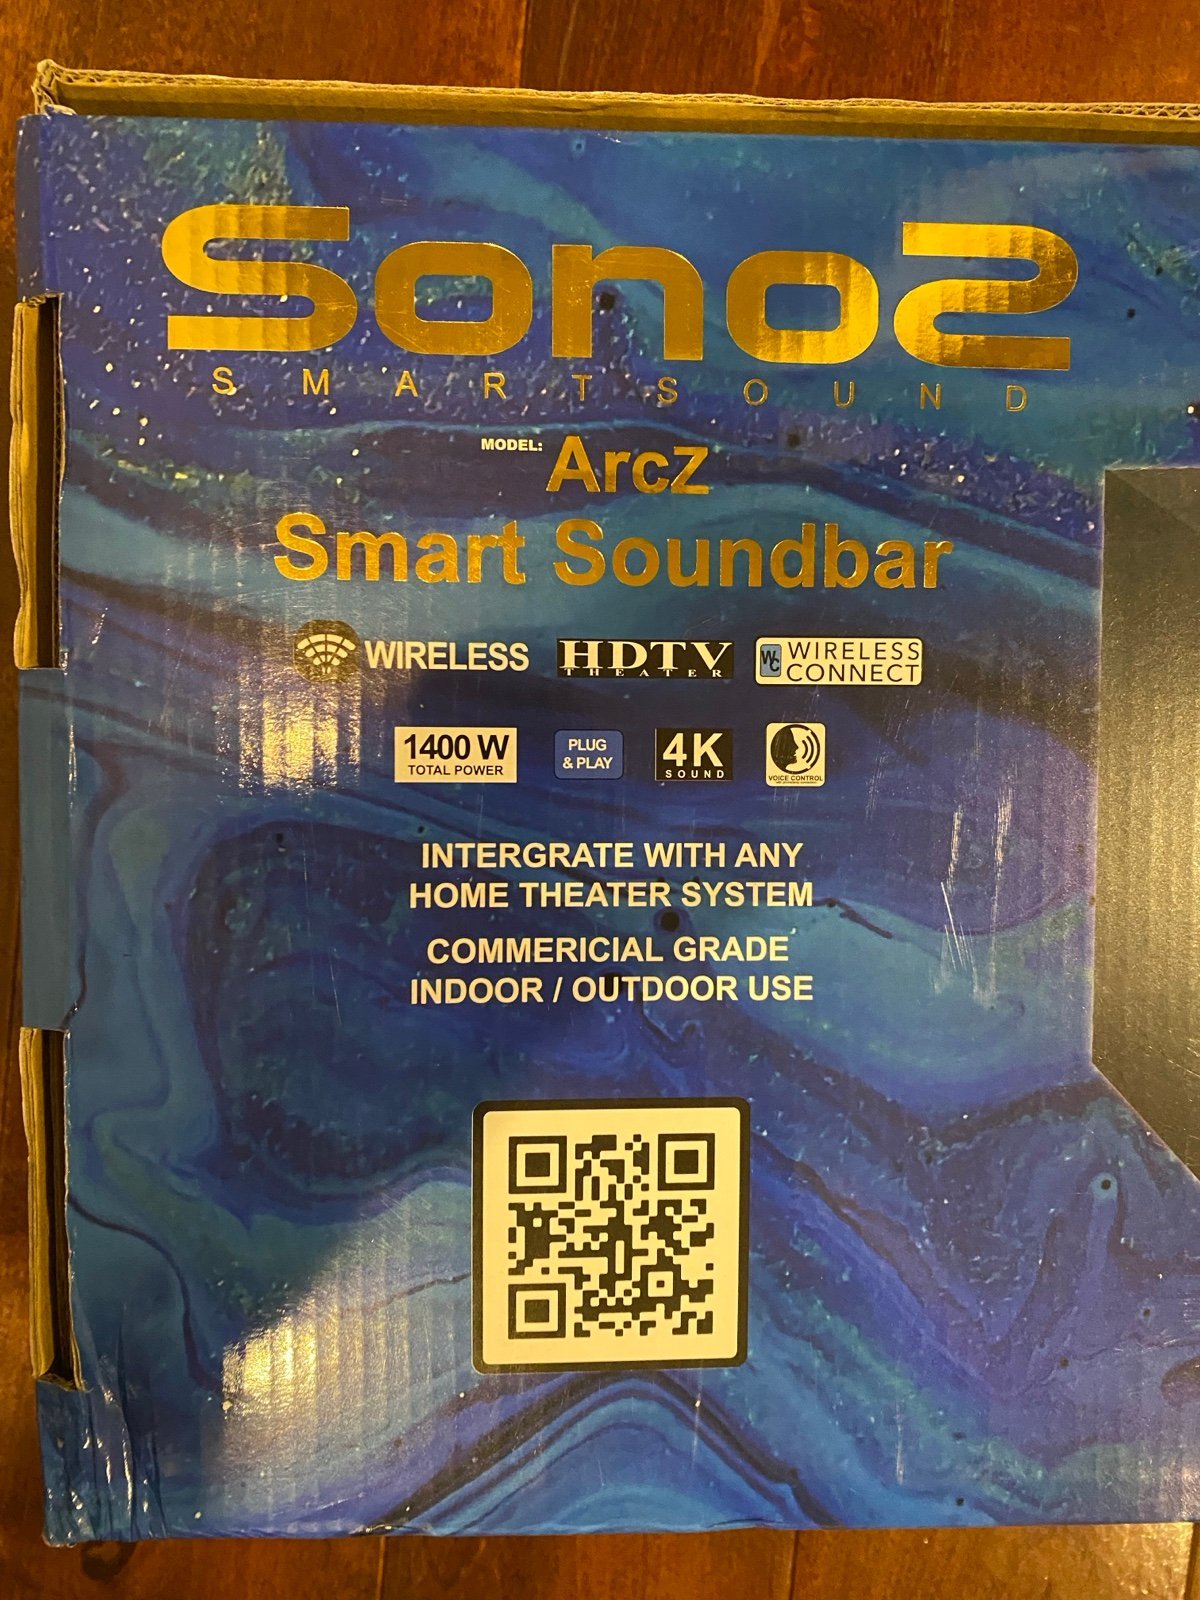 Sono2
SMARTSOUND
MODEL: ArcZ
Smart Soundbar
WIRELESS
HDTV
THEATER
WC WIRELESS
CONNECT
1400 W
TOTAL POWER
PLUG
& PLAY
4K
SOUND
VOICE CONTROL
INTERGRATE WITH ANY
HOME THEATER SYSTEM
COMMERICIAL GRADE
INDOOR / OUTDOOR USE